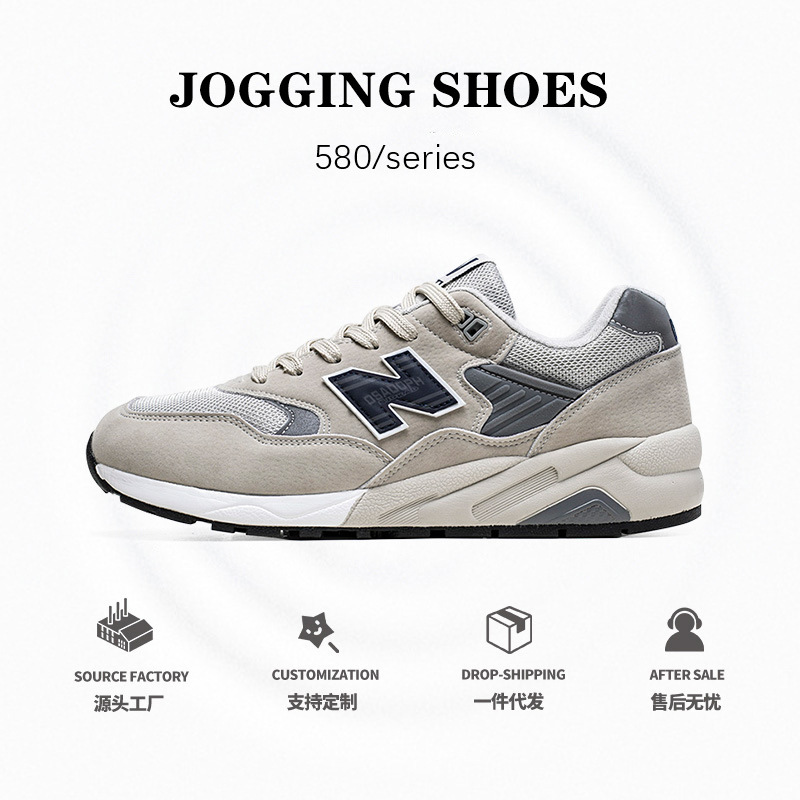 JOGGING SHOES
580/series
N
SOURCE FACTORY
源头工厂
CUSTOMIZATION
支持定制
DROP-SHIPPING
一件代发
AFTER SALE
售后无忧